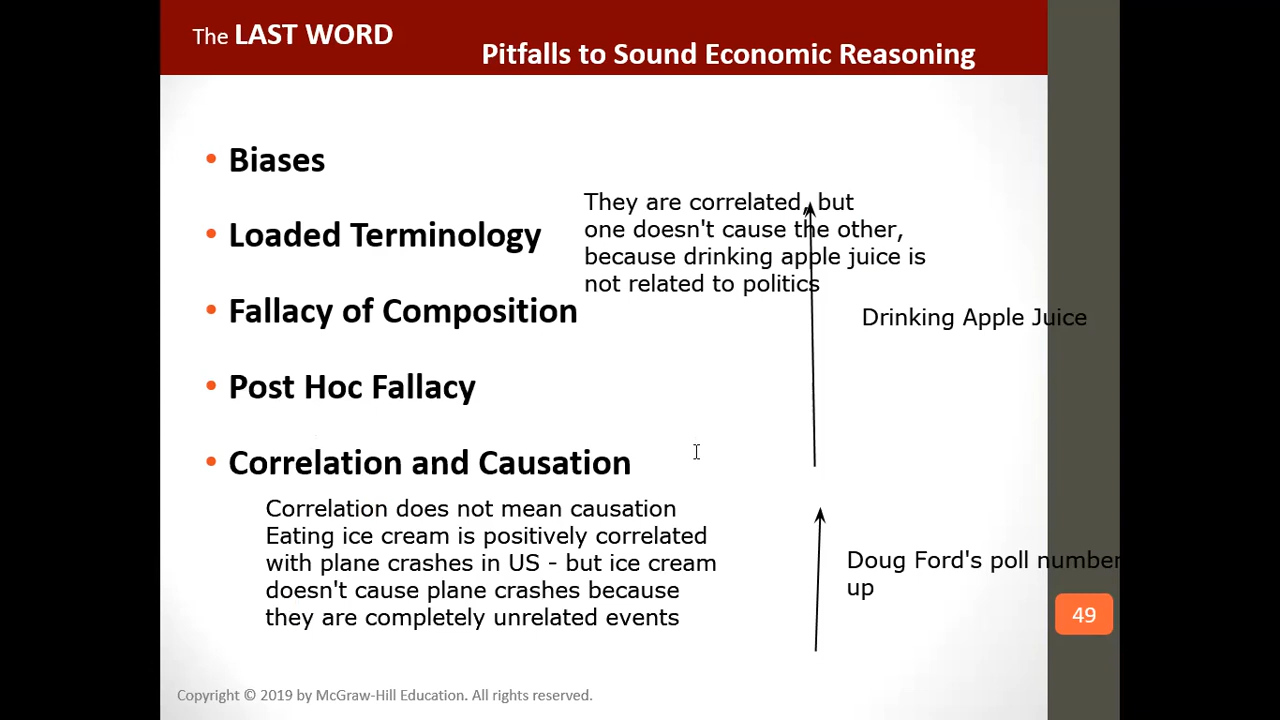 The LAST WORD
Pitfalls to Sound Economic Reasoning
• Biases
• Loaded Terminology
• Fallacy of Composition
• Post Hoc Fallacy
• Correlation and Causation
Correlation does not mean causation
Eating ice cream is positively correlated
with plane crashes in US - but ice cream
doesn't cause plane crashes because
they are completely unrelated events
They are correlated, but
one doesn't cause the other,
because drinking apple juice is
not related to politics
Drinking Apple Juice
Doug Ford's poll number
up
49
Copyright © 2019 by McGraw-Hill Education. All rights reserved.